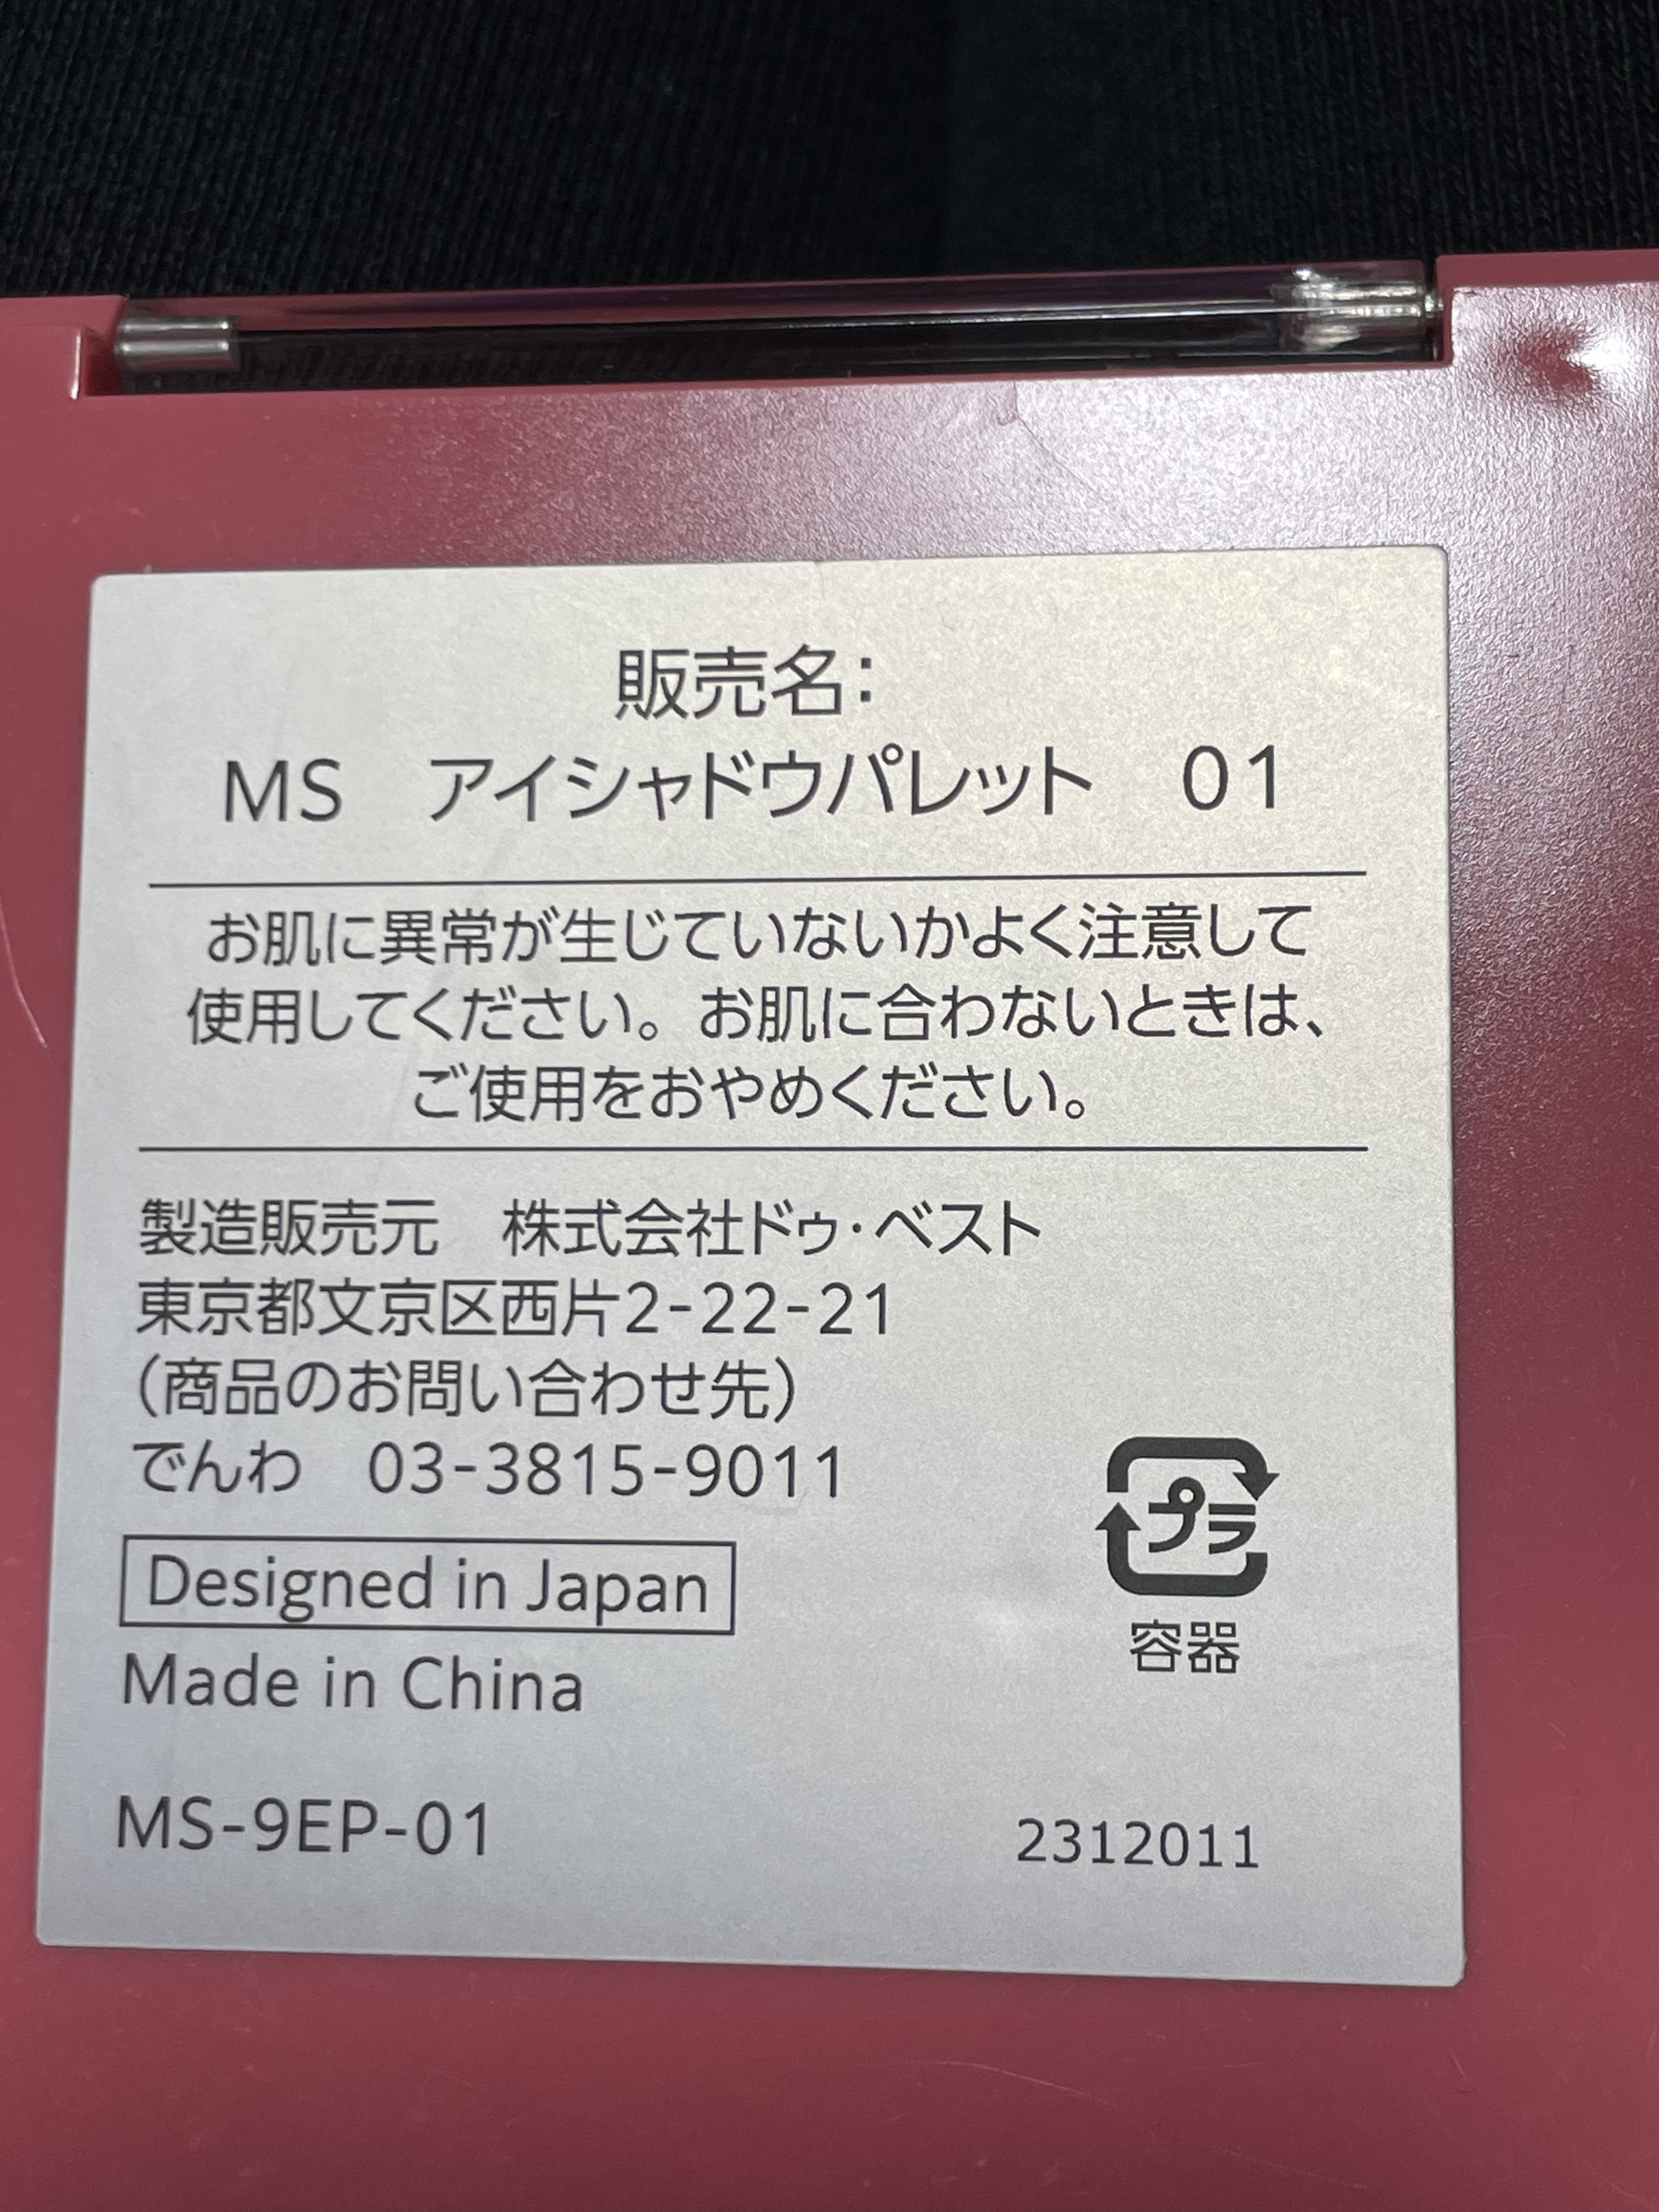 販売名：
MS　アイシャドウパレット　01
お肌に異常が生じていないかよく注意して
使用してください。お肌に合わないときは、
ご使用をおやめください。
製造販売元　株式会社ドゥ・ベスト
東京都文京区西片2-22-21
（商品のお問い合わせ先）
でんわ　03-3815-9011
プラ
容器
Designed in Japan
Made in China
MS-9EP-01
2312011